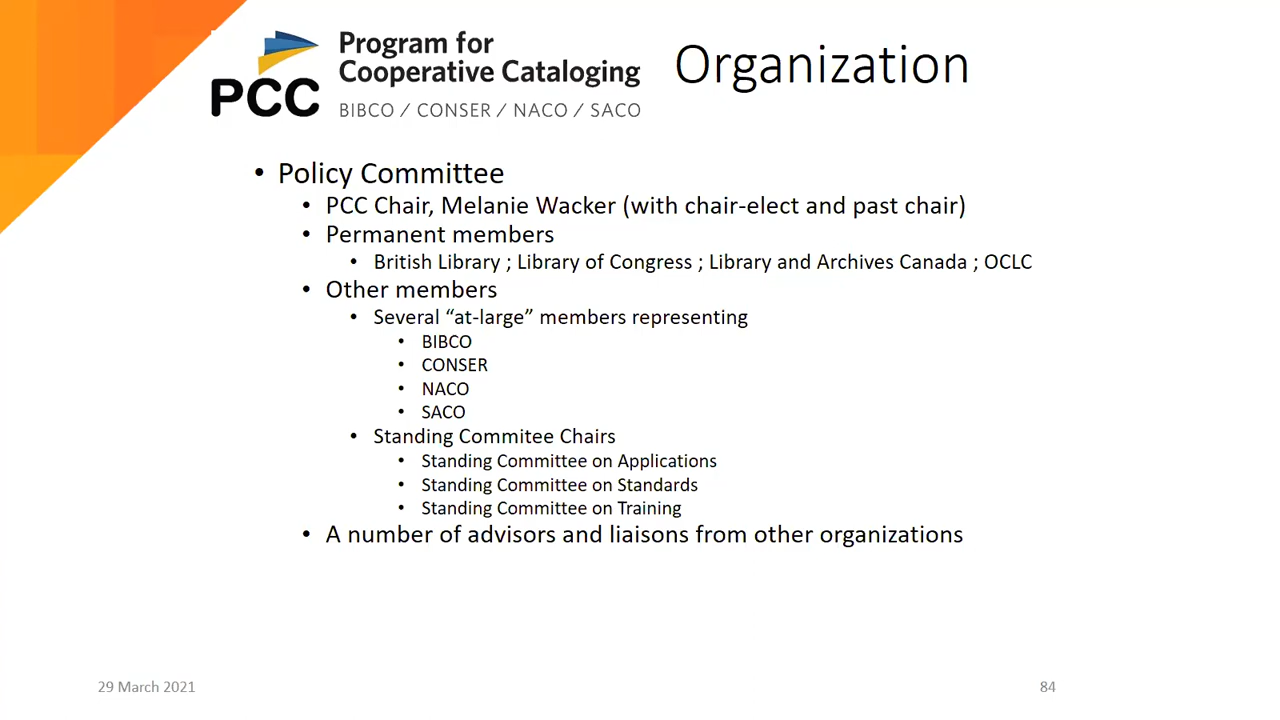 PCC
Program for
Cooperative Cataloging
BIBCO / CONSER / NACO / SACO
Organization
• Policy Committee
• PCC Chair, Melanie Wacker (with chair-elect and past chair)
• Permanent members
• British Library ; Library of Congress ; Library and Archives Canada ; OCLC
• Other members
• Several “at-large” members representing
• BIBCO
• CONSER
• NACO
• SACO
• Standing Commitee Chairs
• Standing Committee on Applications
• Standing Committee on Standards
• Standing Committee on Training
• A number of advisors and liaisons from other organizations
29 March 2021
84